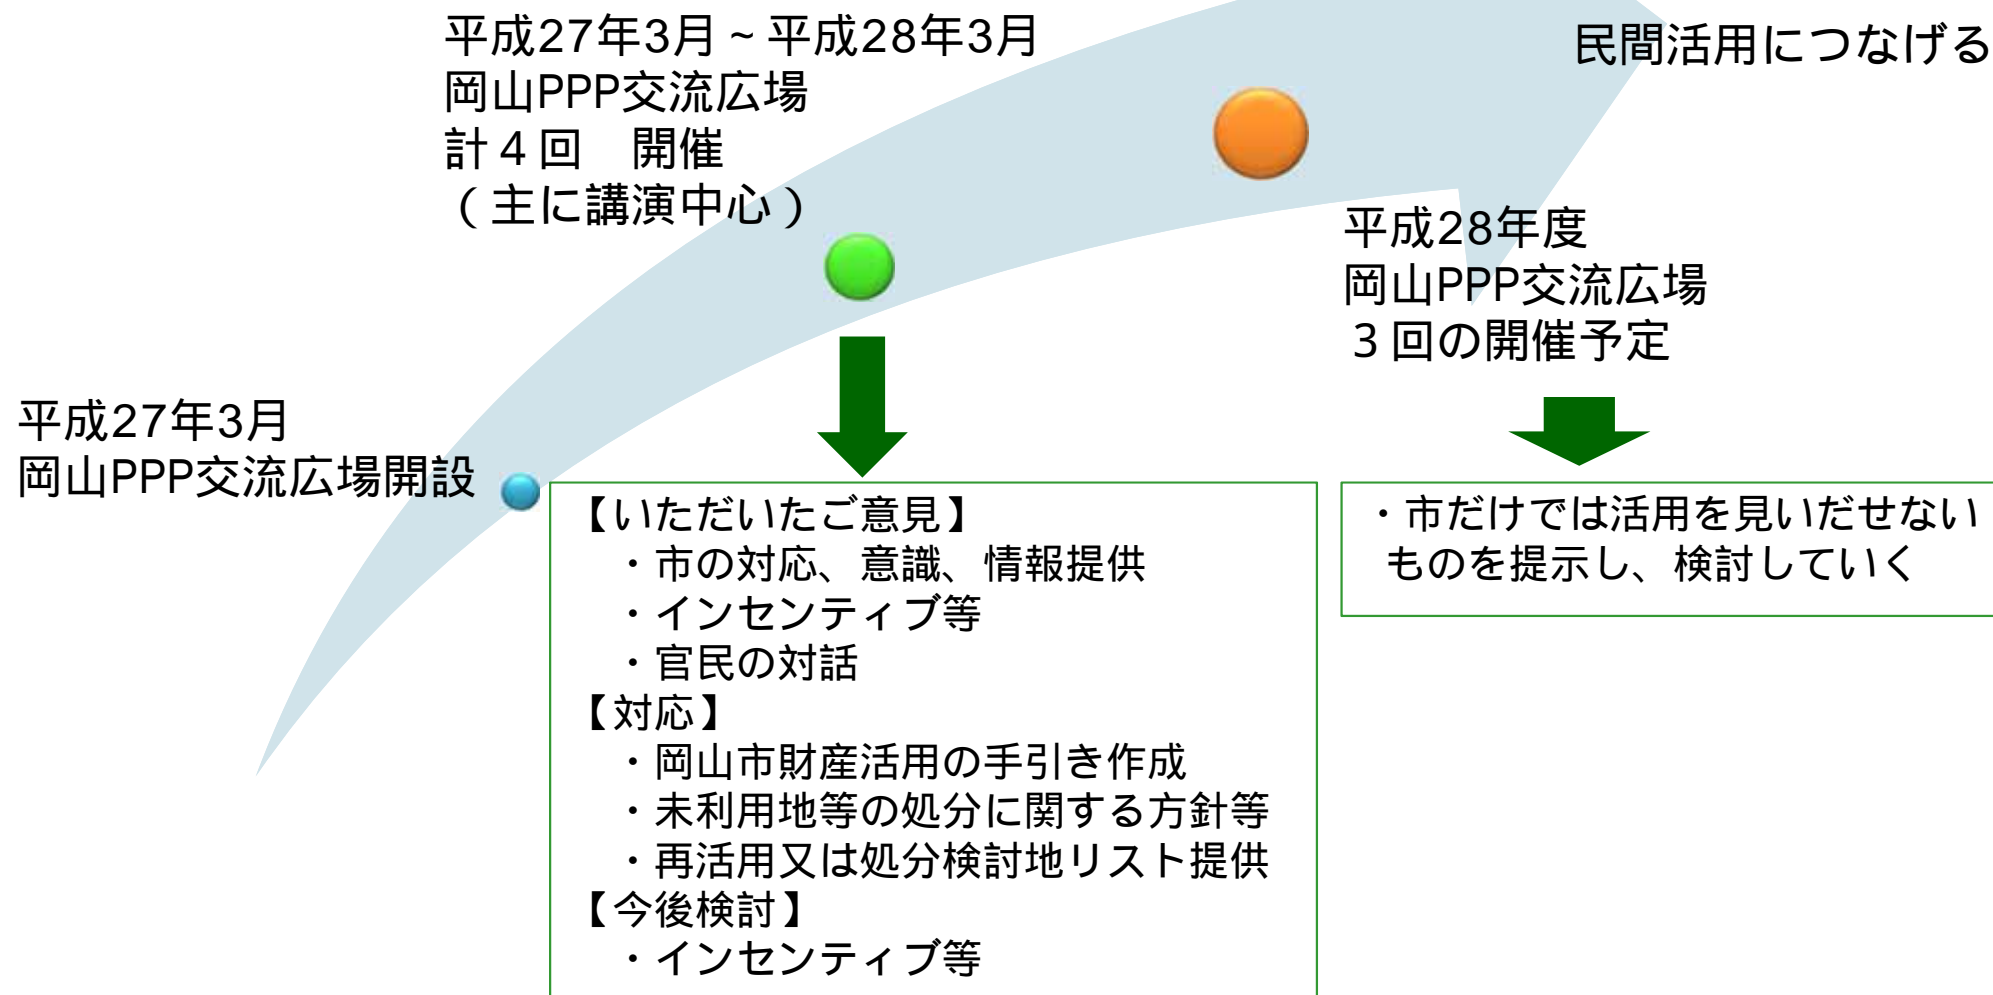 平成27年3月~平成28年3月
岡山PPP交流広場
計４回　開催
（主に講演中心）
民間活用につなげる
平成28年度
岡山PPP交流広場
３回の開催予定
平成27年3月
岡山PPP交流広場開設
【いただいたご意見】
・市の対応、意識、情報提供
・インセンティブ等
・官民の対話
【対応】
・岡山市財産活用の手引き作成
・未利用地等の処分に関する方針等
・再活用又は処分検討地リスト提供
【今後検討】
・インセンティブ等
・市だけでは活用を見いだせない
ものを提示し、検討していく